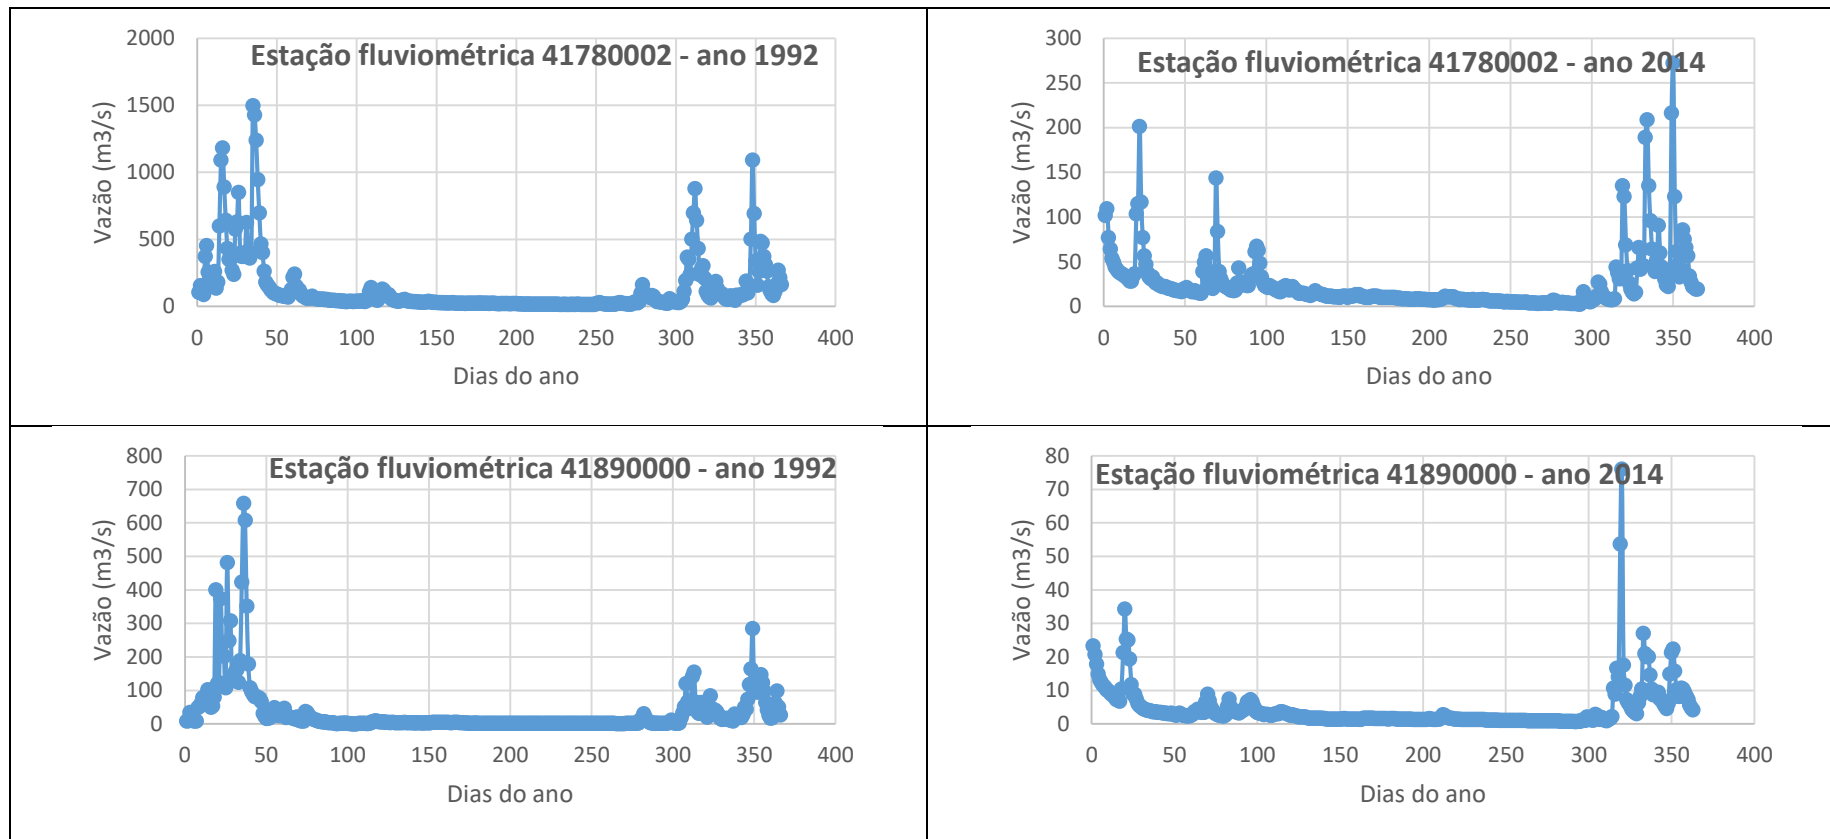 Estação fluviométrica 41780002 - ano 1992
2000
1500
1000
500
0
Vazão (m3/s)
0 50 100 150 200 250 300 350 400
Dias do ano
Estação fluviométrica 41780002 - ano 2014
300
250
200
150
100
50
0
Vazão (m3/s)
0 50 100 150 200 250 300 350 400
Dias do ano
Estação fluviométrica 41890000 - ano 1992
800
700
600
500
400
300
200
100
0
Vazão (m3/s)
0 50 100 150 200 250 300 350 400
Dias do ano
Estação fluviométrica 41890000 - ano 2014
80
70
60
50
40
30
20
10
0
Vazão (m3/s)
0 50 100 150 200 250 300 350 400
Dias do ano